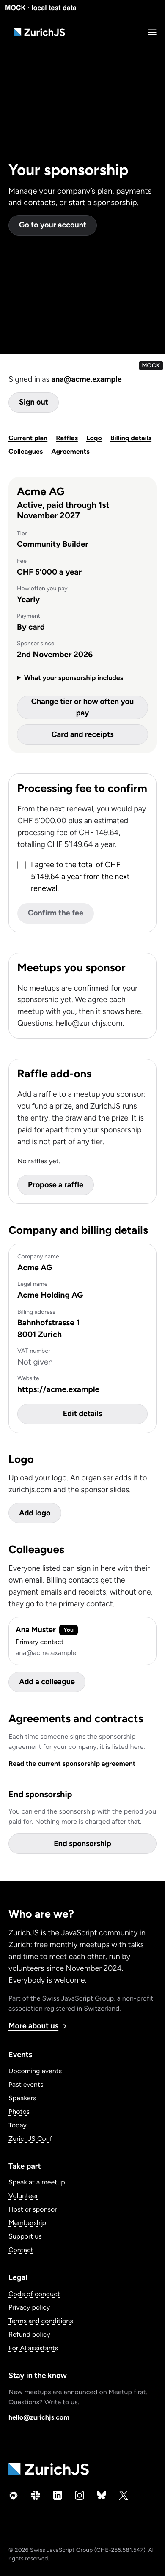 MOCK · local test data
ZurichJS
Your sponsorship
Manage your company's plan, payments
and contacts, or start a sponsorship.
Go to your account
MOCK
Signed in as ana@acme.example
Sign out
Current plan Raffles Logo Billing details
Colleagues Agreements
Acme AG
Active, paid through 1st
November 2027
Tier
Community Builder
Fee
CHF 5'000 a year
How often you pay
Yearly
Payment
By card
Sponsor since
2nd November 2026
What your sponsorship includes
Change tier or how often you
pay
Card and receipts
Processing fee to confirm
From the next renewal, you would pay
CHF 5'000.00 plus an estimated
processing fee of CHF 149.64,
totalling CHF 5'149.64 a year.
I agree to the total of CHF
5'149.64 a year from the next
renewal.
Confirm the fee
Meetups you sponsor
No meetups are confirmed for your
sponsorship yet. We agree each
meetup with you, then it shows here.
Questions: hello@zurichjs.com.
Raffle add-ons
Add a raffle to a meetup you sponsor:
you fund a prize, and ZurichJS runs
the entry, the draw and the prize. It is
paid for apart from your sponsorship
and is not part of any tier.
No raffles yet.
Propose a raffle
Company and billing details
Company name
Acme AG
Legal name
Acme Holding AG
Billing address
Bahnhofstrasse 1
8001 Zurich
VAT number
Not given
Website
https://acme.example
Edit details
Logo
Upload your logo. An organiser adds it to
zurichjs.com and the sponsor slides.
Add logo
Colleagues
Everyone listed can sign in here with their
own email. Billing contacts get the
payment emails and receipts; without one,
they go to the primary contact.
Ana Muster You
Primary contact
ana@acme.example
Add a colleague
Agreements and contracts
Each time someone signs the sponsorship
agreement for your company, it is listed here.
Read the current sponsorship agreement
End sponsorship
You can end the sponsorship with the period you
paid for. Nothing more is charged after that.
End sponsorship
Who are we?
ZurichJS is the JavaScript community in
Zurich: free monthly meetups with talks
and time to meet each other, run by
volunteers since November 2024.
Everybody is welcome.
Part of the Swiss JavaScript Group, a non-profit
association registered in Switzerland.
More about us
Events
Upcoming events
Past events
Speakers
Photos
Today
ZurichJS Conf
Take part
Speak at a meetup
Volunteer
Host or sponsor
Membership
Support us
Contact
Legal
Code of conduct
Privacy policy
Terms and conditions
Refund policy
For AI assistants
Stay in the know
New meetups are announced on Meetup first.
Questions? Write to us.
hello@zurichjs.com
ZurichJS
© 2026 Swiss JavaScript Group (CHE-255.581.547). All
rights reserved.